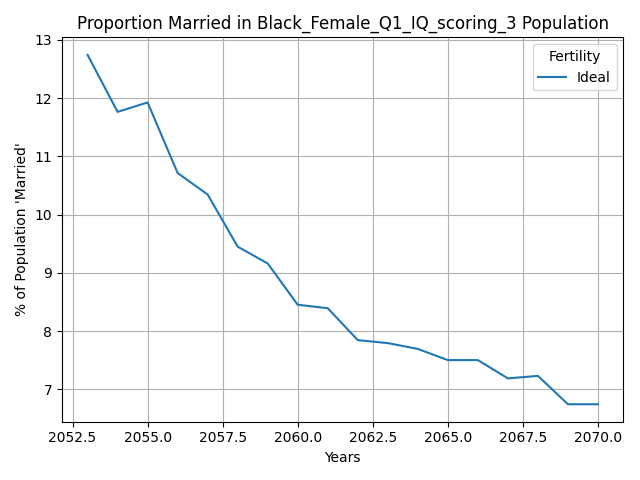 Proportion Married in Black_Female_Q1_IQ_scoring_3 Population
% of Population 'Married'
13
12
11
10
9
8
7
Fertility
Ideal
2052.5 2055.0 2057.5 2060.0 2062.5 2065.0 2067.5 2070.0
Years